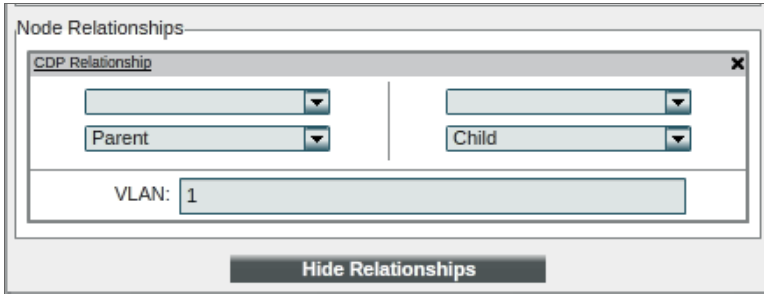 Node Relationships
CDP Relationship
Parent Child
VLAN: 1
Hide Relationships